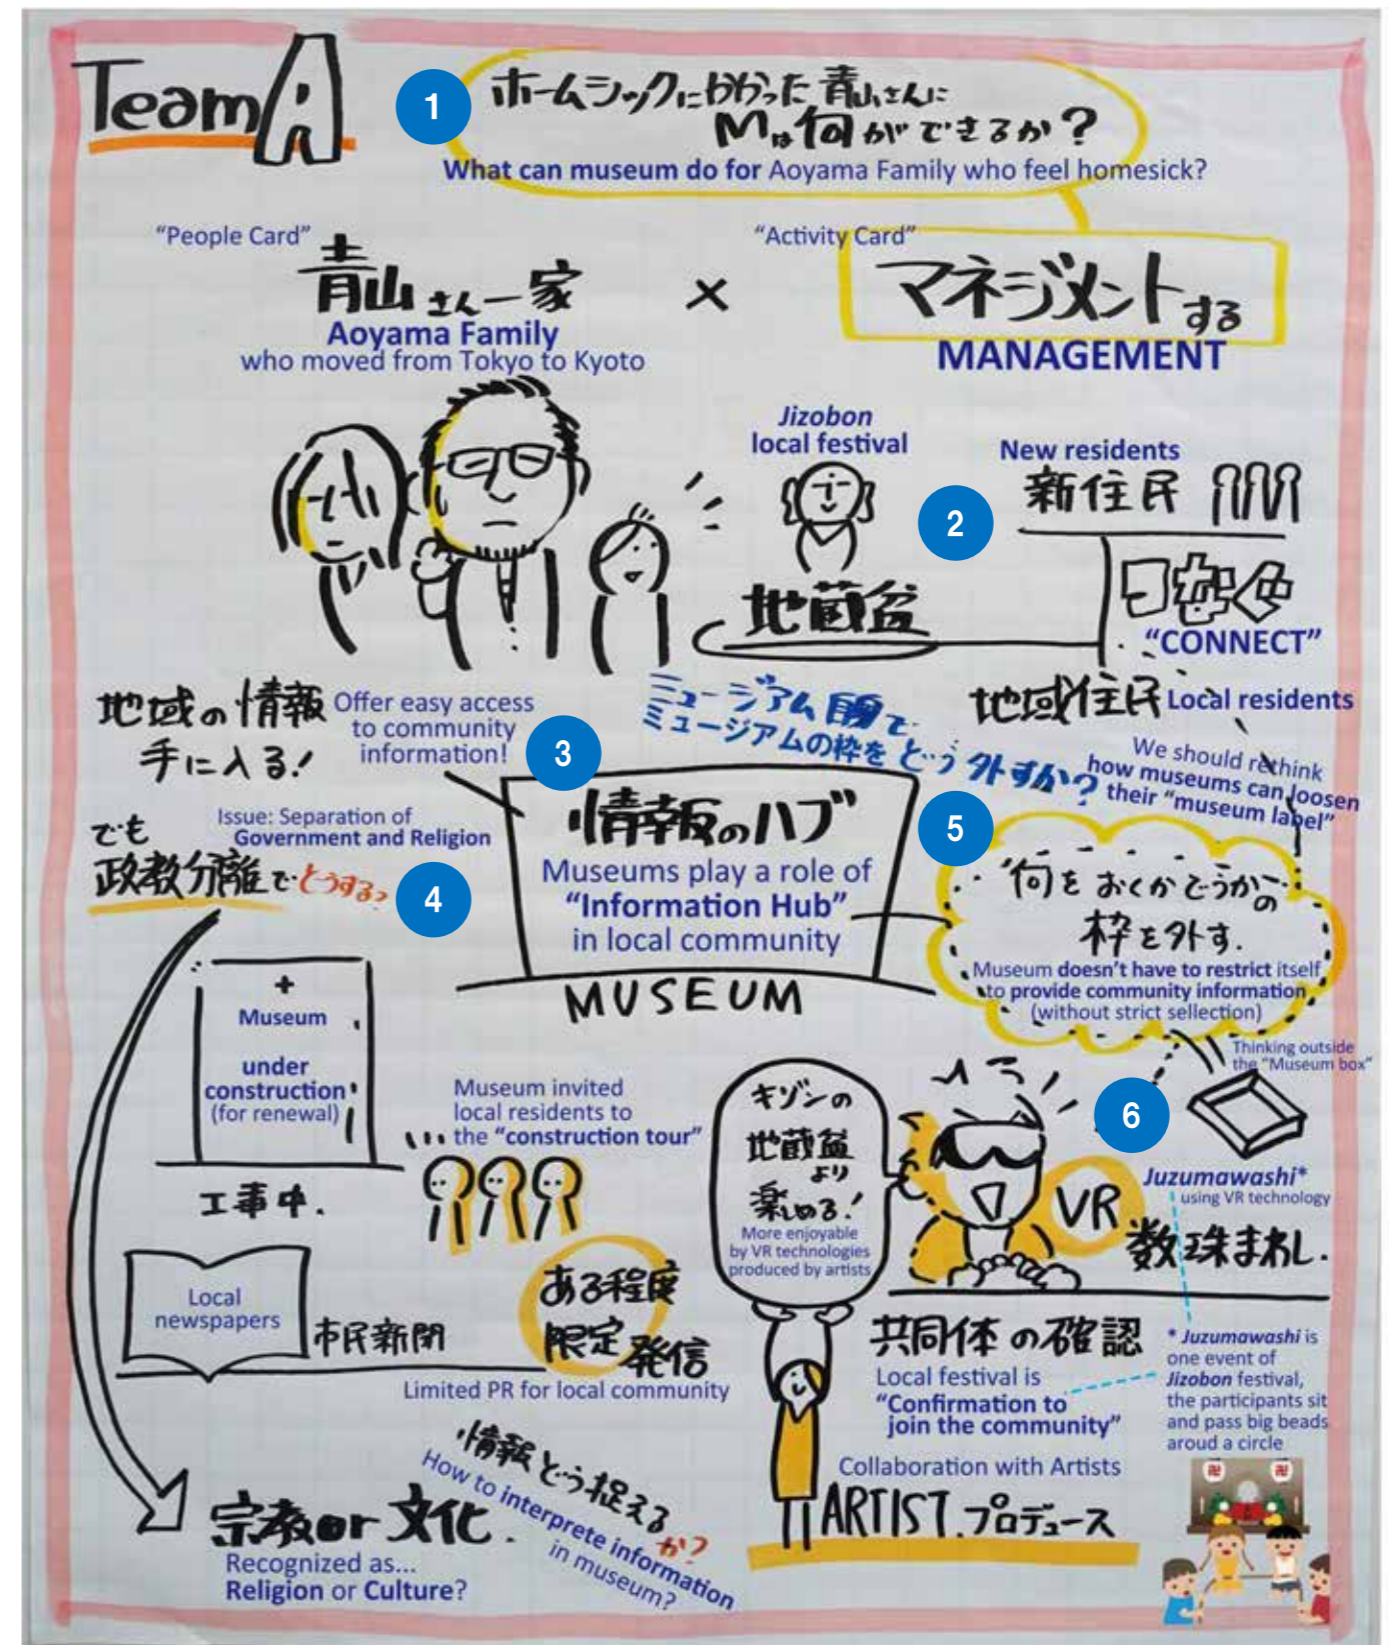 Team A
1
ホームシックにかかった青山さんに
Mは何ができるか?
What can museum do for Aoyama Family who feel homesick?
“People Card”
青山さん一家
Aoyama Family
who moved from Tokyo to Kyoto
×
“Activity Card”
マネジメントする
MANAGEMENT
Jizobon
local festival
地蔵盆
2
New residents
新住民
“CONNECT”
地域住民 Local residents
地域の情報
手に入る!
Offer easy access
to community
information!
3
ミュージアム自身で
ミュージアムの枠をどう外すか?
We should rethink
how museums can loosen
their “museum label”
でも
政教分離でどうする?
Issue: Separation of
Government and Religion
4
情報のハブ
Museums play a role of
“Information Hub”
in local community
MUSEUM
5
何をおくかどうかの
枠を外す.
Museum doesn't have to restrict itself
to provide community information
(without strict sellection)
Thinking outside
the “Museum box”
Museum
under
construction
(for renewal)
工事中.
Museum invited
local residents to
the “construction tour”
Local
newspapers
市民新聞
ある程度
限定発信
Limited PR for local community
キゾンの
地蔵盆
より
楽しめる!
More enjoyable
by VR technologies
produced by artists
6
VR
Juzumawashi*
using VR technology
数珠まわし.
共同体の確認
Local festival is
“Confirmation to
join the community”
* Juzumawashi is
one event of
Jizobon festival,
the participants sit
and pass big beads
aroud a circle
Collaboration with Artists
ARTIST.プロデュース
卍
卍
宗教or文化.
Recognized as...
Religion or Culture?
情報どう捉えるか?
How to interprete information
in museum?